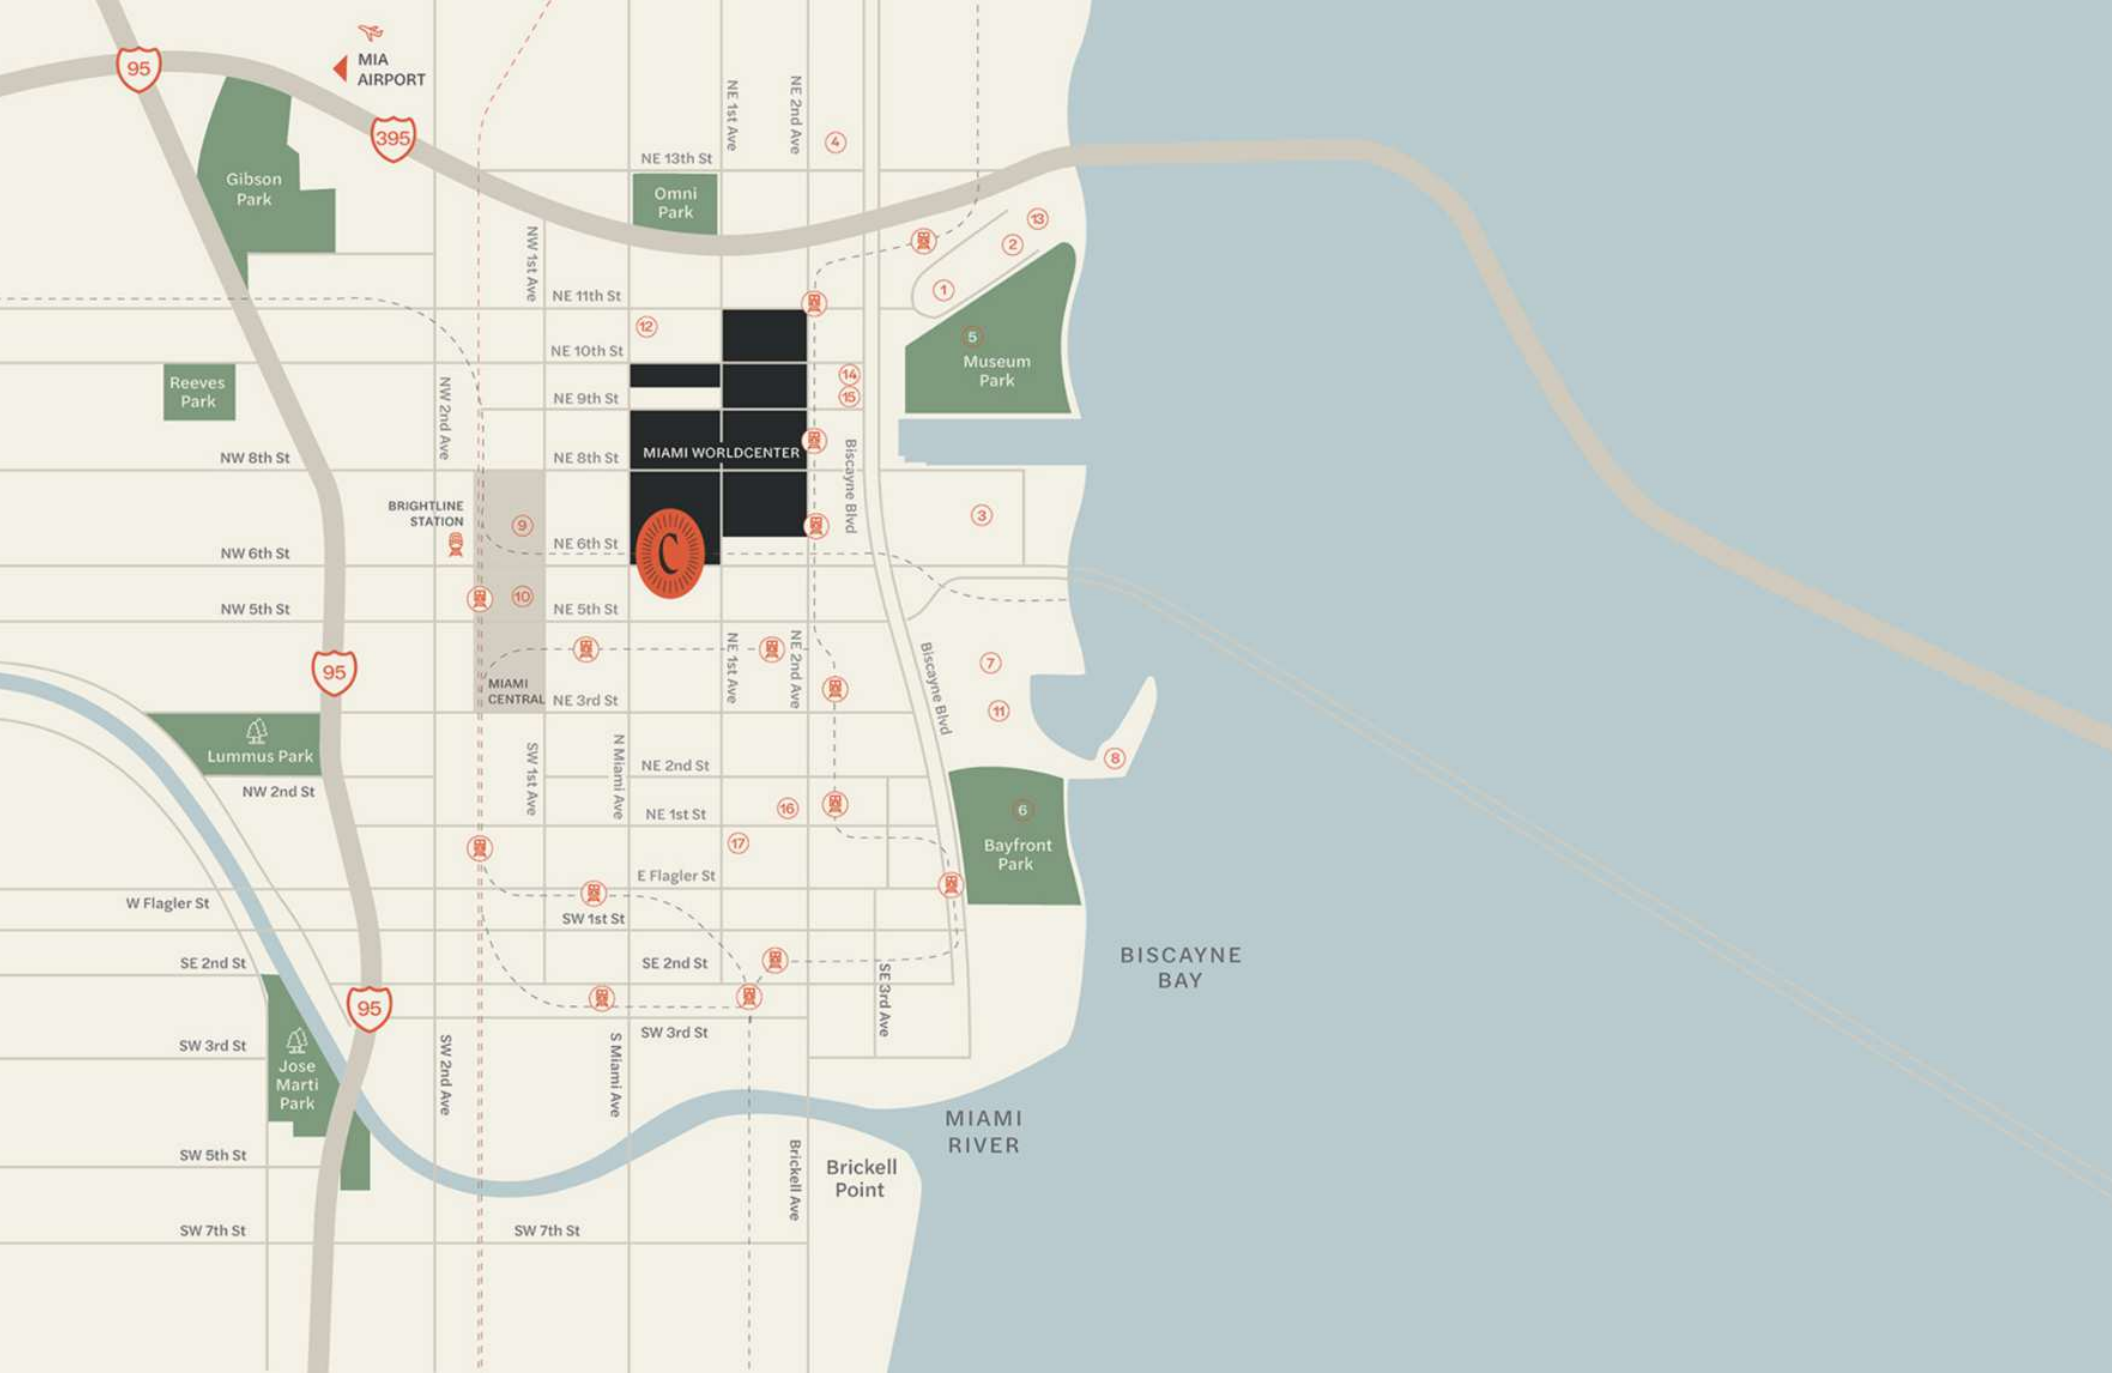 95
MIA
AIRPORT
395
NE 1st Ave
NE 2nd Ave
4
NE 13th St
Gibson
Park
Omni
Park
13
2
NW 1st Ave
1
NE 11th St
12
5
NE 10th St
Museum
Park
14
15
Reeves
Park
NW 2nd Ave
NE 9th St
NW 8th St
NE 8th St
MIAMI WORLDCENTER
Biscayne Blvd
BRIGHTLINE
STATION
9
3
NW 6th St
NE 6th St
C
10
NW 5th St
NE 5th St
95
NE 1st Ave
NE 2nd Ave
Biscayne Blvd
7
MIAMI
CENTRAL
NE 3rd St
11
Lummus Park
SW 1st Ave
N Miami Ave
NE 2nd St
8
NW 2nd St
16
6
NE 1st St
17
Bayfront
Park
E Flagler St
W Flagler St
SW 1st St
BISCAYNE
BAY
SE 2nd St
SE 2nd St
SE 3rd Ave
95
SW 3rd St
SW 3rd St
SW 2nd Ave
S Miami Ave
Jose
Marti
Park
MIAMI
RIVER
SW 5th St
Brickell Ave
Brickell
Point
SW 7th St
SW 7th St